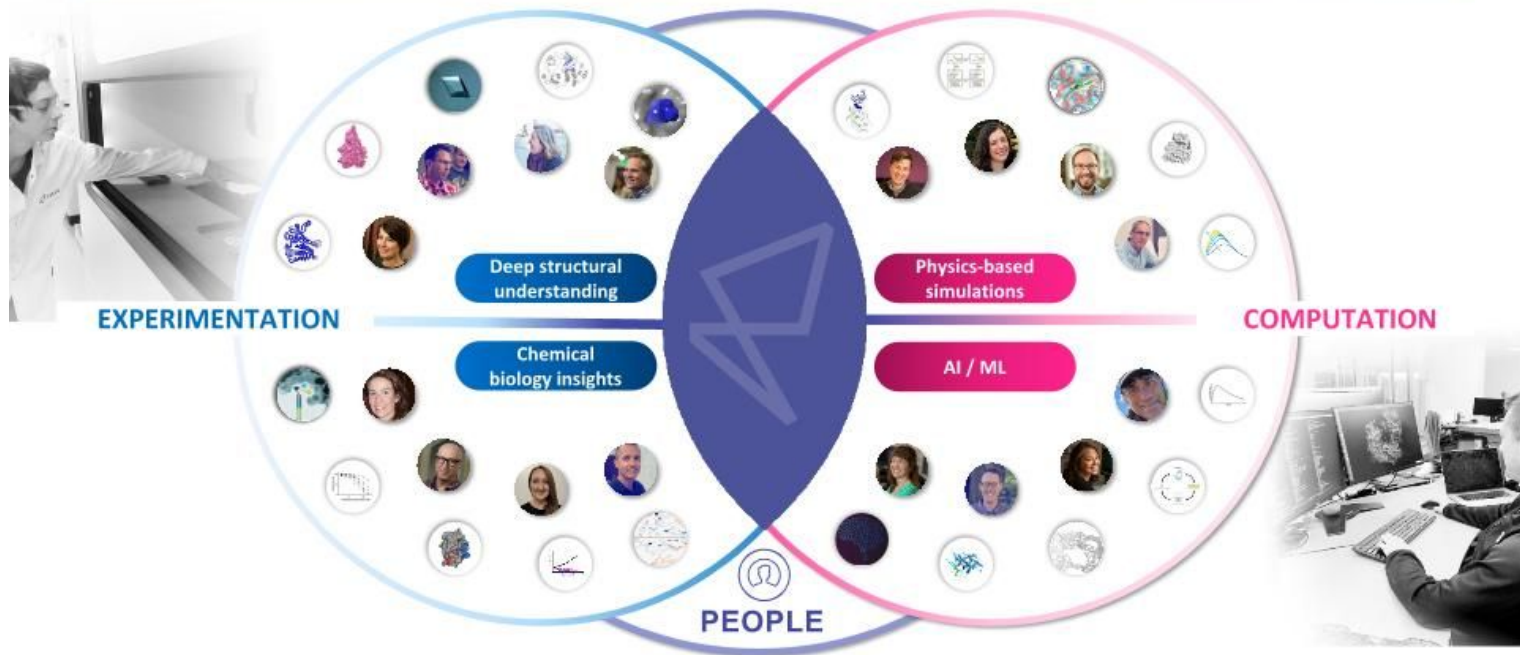 Deep structural
understanding
Physics-based
simulations
EXPERIMENTATION
COMPUTATION
Chemical
biology insights
AI / ML
PEOPLE